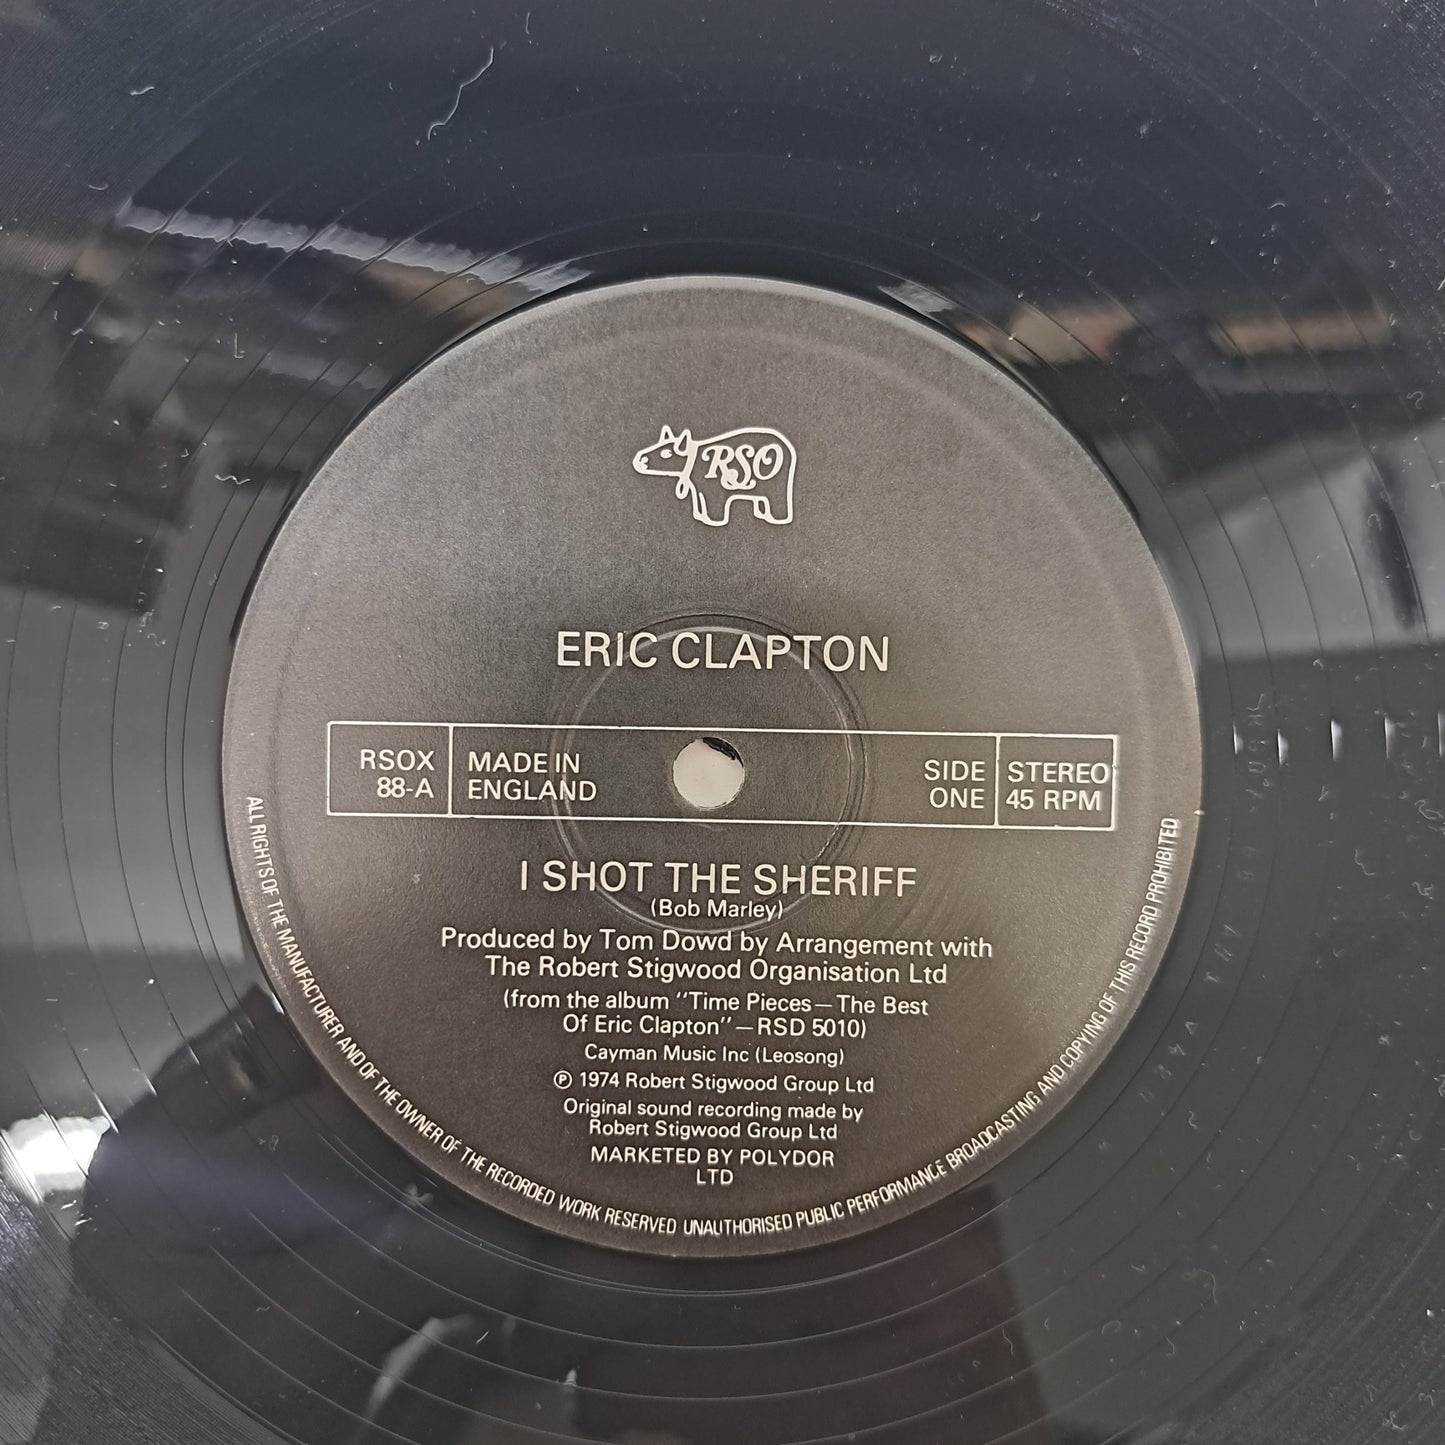 RSO
ERIC CLAPTON
RSOX
88-A
MADE IN
ENGLAND
SIDE
ONE
STEREO
45 RPM
I SHOT THE SHERIFF
(Bob Marley)
Produced by Tom Dowd by Arrangement with
The Robert Stigwood Organisation Ltd
(from the album "Time Pieces—The Best
Of Eric Clapton"—RSD 5010)
Cayman Music Inc (Leosong)
Ⓟ 1974 Robert Stigwood Group Ltd
Original sound recording made by
Robert Stigwood Group Ltd
MARKETED BY POLYDOR
LTD
ALL RIGHTS OF THE MANUFACTURER AND OF THE OWNER OF THE RECORDED WORK RESERVED UNAUTHORISED PUBLIC PERFORMANCE BROADCASTING AND COPYING OF THIS RECORD PROHIBITED